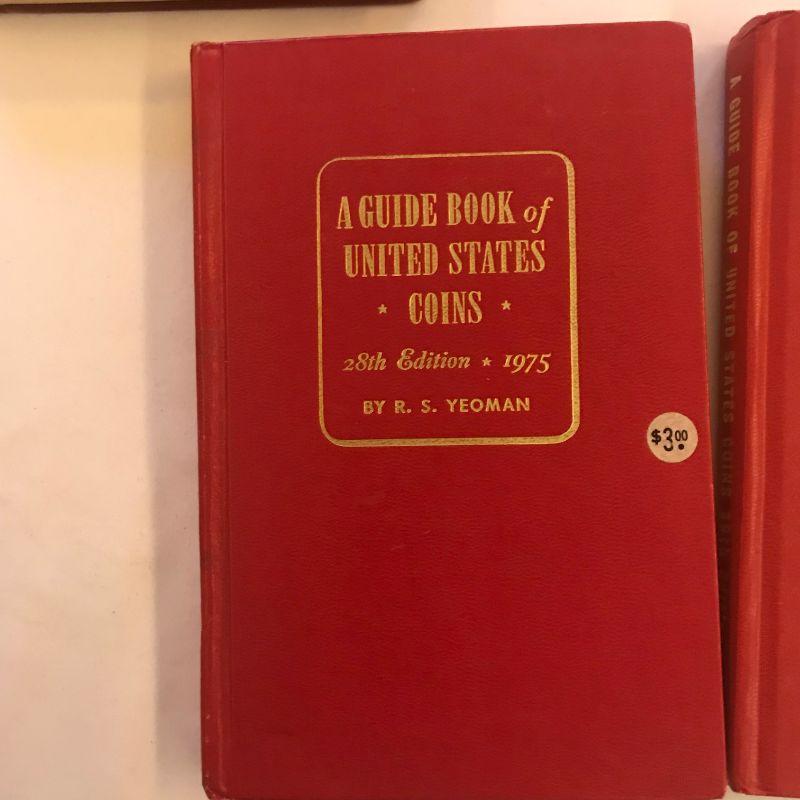 A GUIDE BOOK of
UNITED STATES
★ COINS ★
28th Edition ★ 1975
BY R. S. YEOMAN
$3.00
A GUIDE BOOK OF UNITED STATES COINS